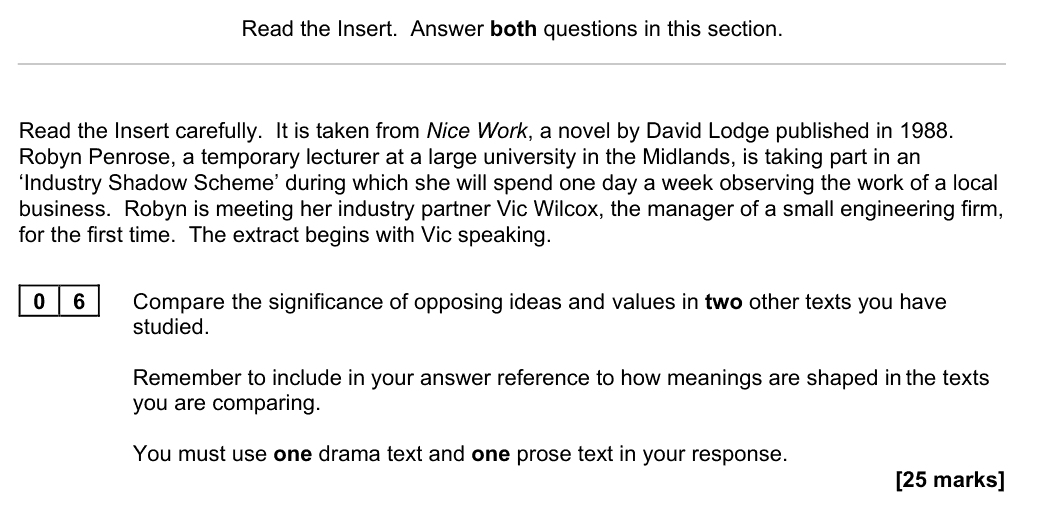 Read the Insert. Answer both questions in this section.
Read the Insert carefully. It is taken from Nice Work, a novel by David Lodge published in 1988.
Robyn Penrose, a temporary lecturer at a large university in the Midlands, is taking part in an
‘Industry Shadow Scheme’ during which she will spend one day a week observing the work of a local
business. Robyn is meeting her industry partner Vic Wilcox, the manager of a small engineering firm,
for the first time. The extract begins with Vic speaking.
0 6 Compare the significance of opposing ideas and values in two other texts you have
studied.
Remember to include in your answer reference to how meanings are shaped in the texts
you are comparing.
You must use one drama text and one prose text in your response.
[25 marks]